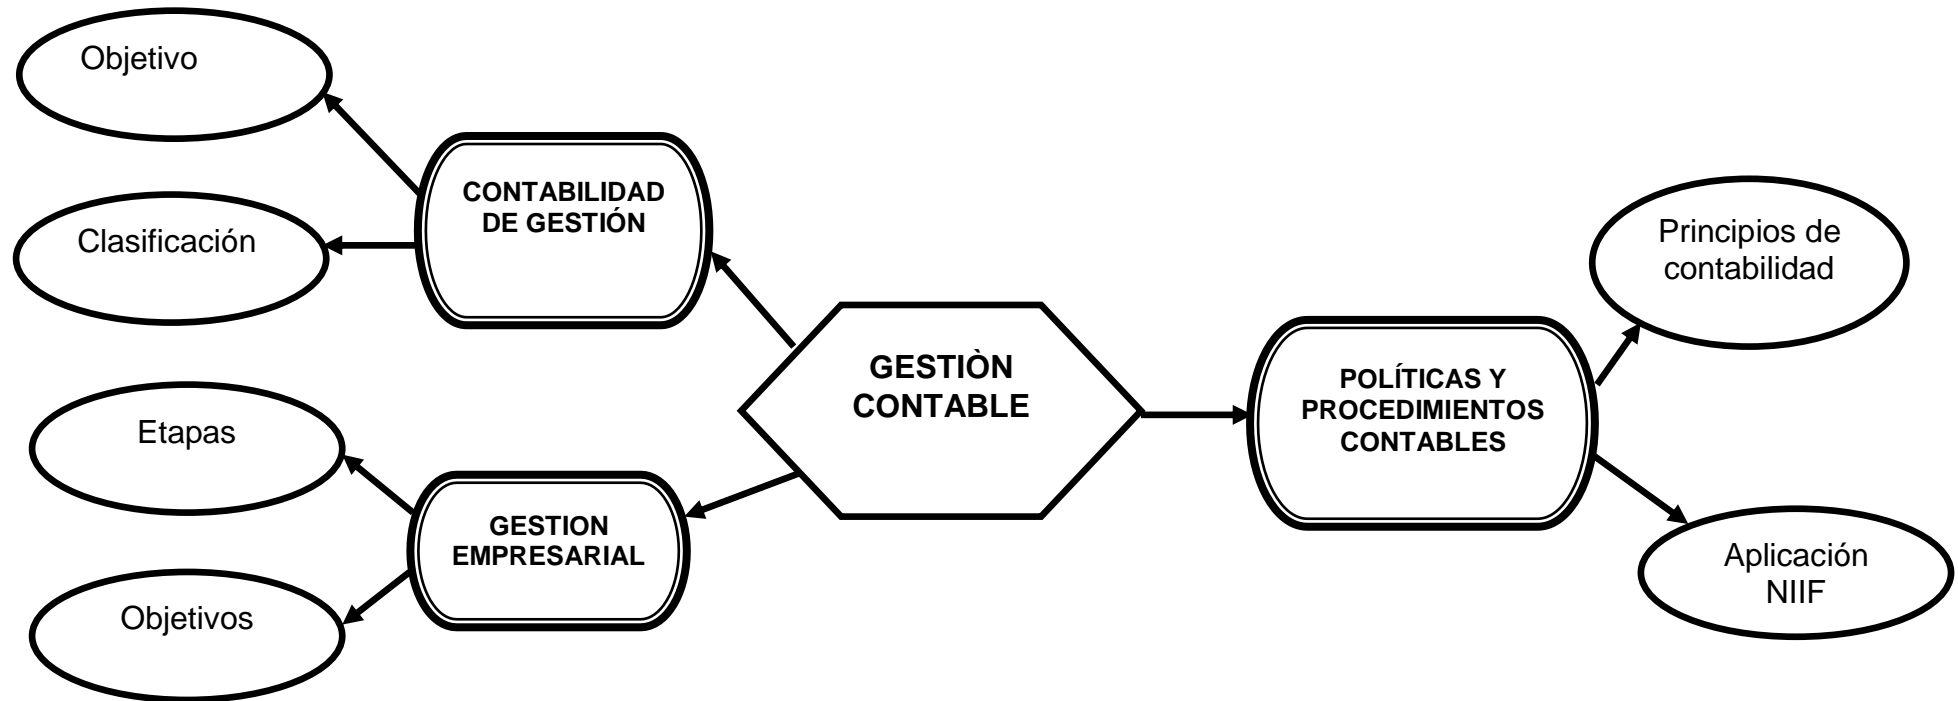 Objetivo
CONTABILIDAD
DE GESTIÓN
Clasificación
Principios de
contabilidad
GESTIÒN
CONTABLE
POLÍTICAS Y
PROCEDIMIENTOS
CONTABLES
Etapas
GESTION
EMPRESARIAL
Objetivos
Aplicación
NIIF